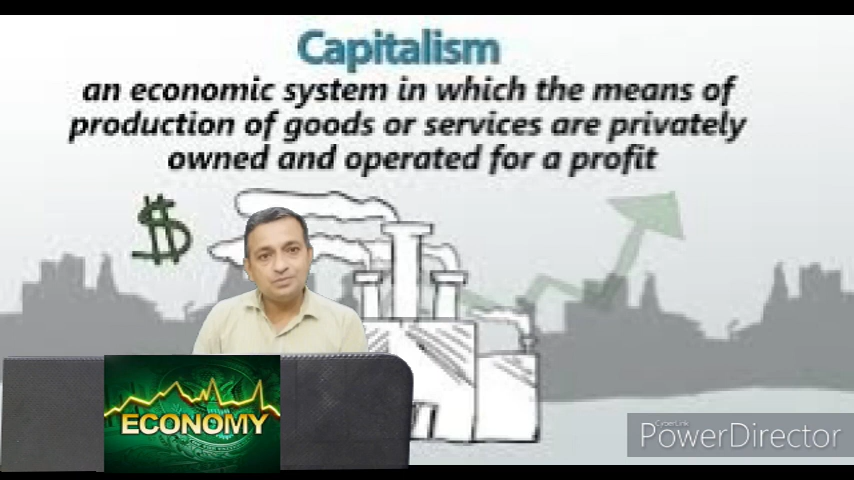 Capitalism
an economic system in which the means of
production of goods or services are privately
owned and operated for a profit
$
ECONOMY
CyberLink
PowerDirector